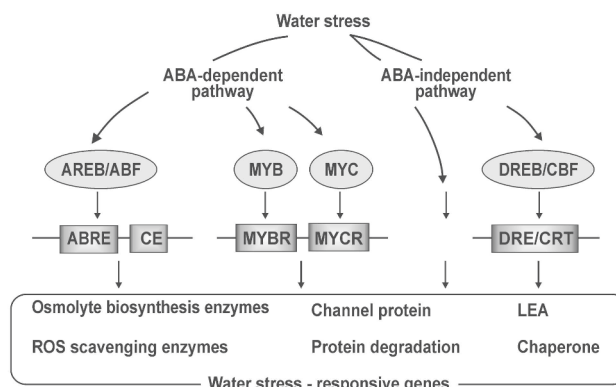 Water stress
ABA-dependent
pathway
ABA-independent
pathway
AREB/ABF
MYB
MYC
DREB/CBF
ABRE
CE
MYBR
MYCR
DRE/CRT
Osmolyte biosynthesis enzymes
Channel protein
LEA
ROS scavenging enzymes
Protein degradation
Chaperone
Water stress - responsive genes